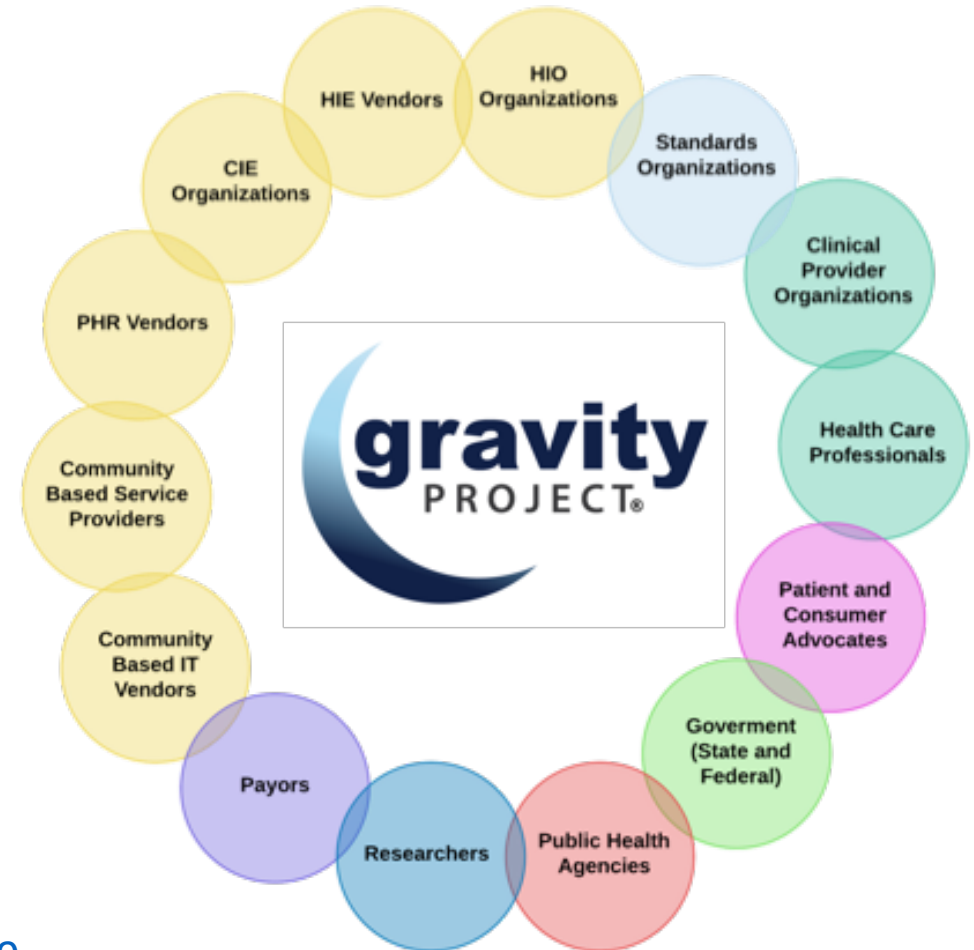 HIE Vendors
HIO
Organizations
Standards
Organizations
Clinical
Provider
Organizations
Health Care
Professionals
Patient and
Consumer
Advocates
Goverment
(State and
Federal)
Public Health
Agencies
Researchers
Payors
Community
Based IT
Vendors
Community
Based Service
Providers
PHR Vendors
CIE
Organizations
gravity
PROJECT®